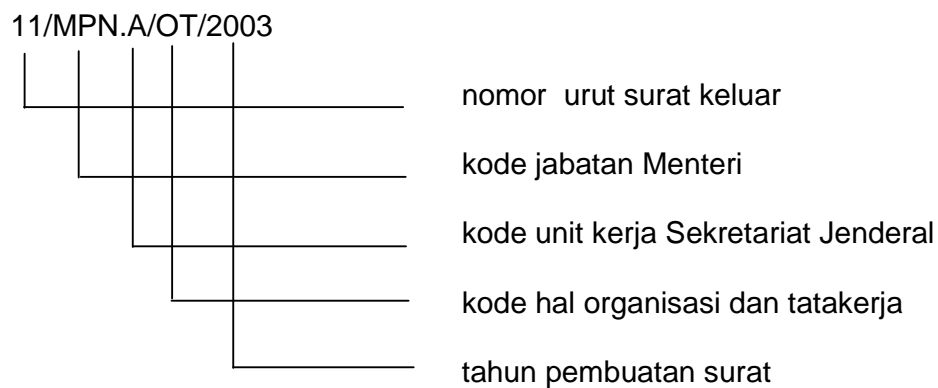 11/MPN.A/OT/2003
nomor urut surat keluar
kode jabatan Menteri
kode unit kerja Sekretariat Jenderal
kode hal organisasi dan tatakerja
tahun pembuatan surat